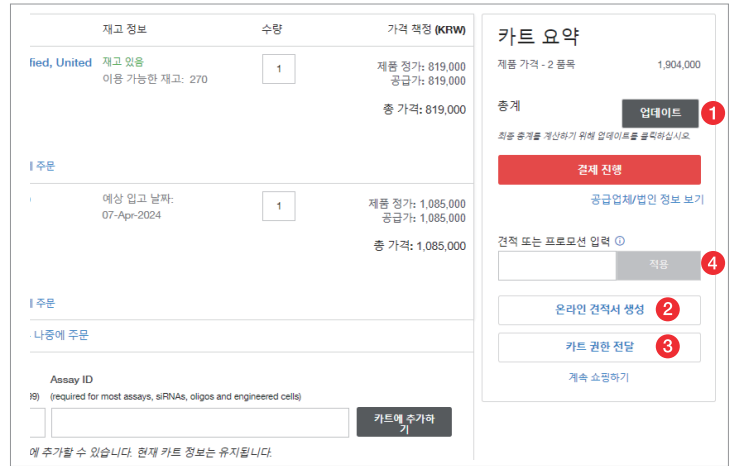 재고 정보 수량 가격 책정 (KRW)
fied, United 재고 있음 1 제품 정가: 819,000
이용 가능한 재고: 270 공급가: 819,000
총 가격: 819,000
주문
예상 입고 날짜: 1 제품 정가: 1,085,000
07-Apr-2024 공급가: 1,085,000
총 가격: 1,085,000
주문
나중에 주문
Assay ID
99) (required for most assays, siRNAs, oligos and engineered cells)
카트에 추가하
기
에 추가할 수 있습니다. 현재 카트 정보는 유지됩니다.
카트 요약
제품 가격 - 2 품목 1,904,000
총계 업데이트 1
최종 총계를 계산하기 위해 업데이트를 클릭하십시오.
결제 진행
공급업체/법인 정보 보기
견적 또는 프로모션 입력
적용 4
온라인 견적서 생성 2
카트 권한 전달 3
계속 쇼핑하기